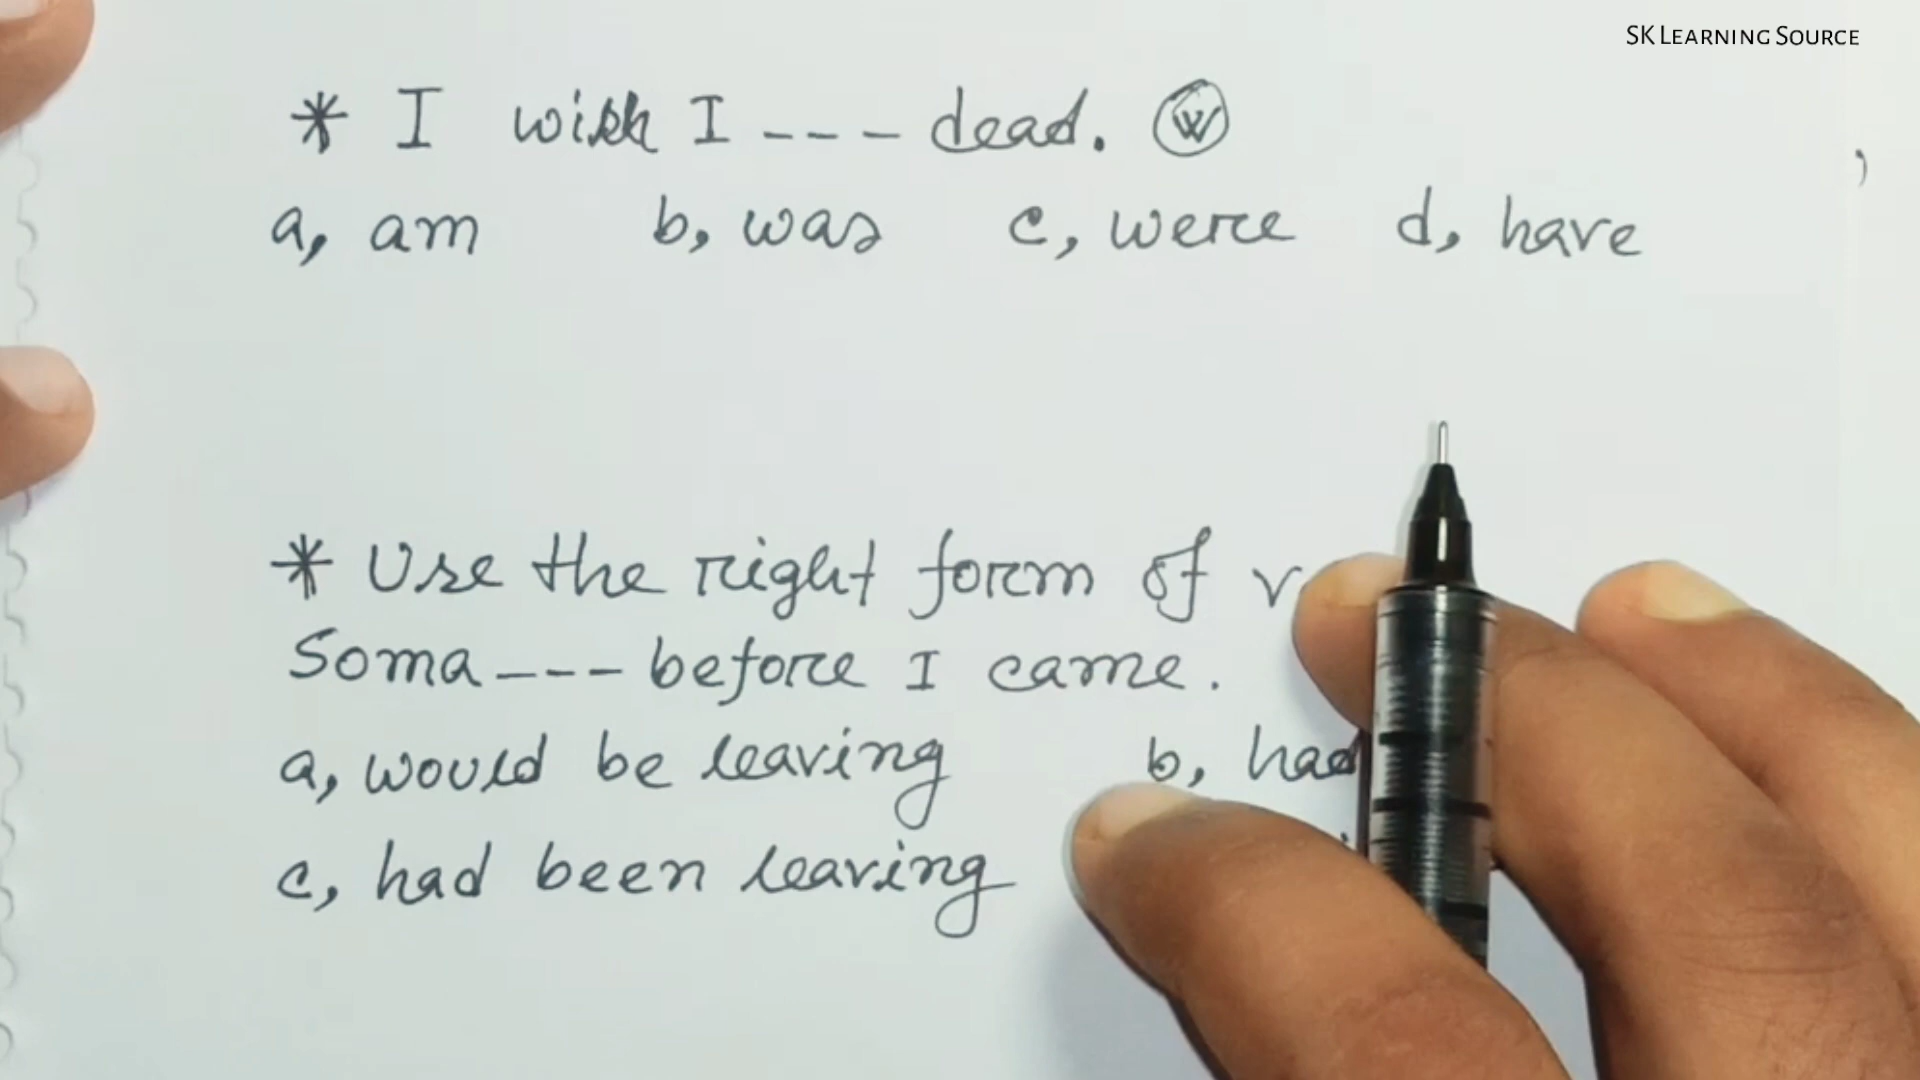 SK LEARNING SOURCE
* I wish I --- dead. Ⓦ
a, am b, was c, were d, have
* Use the right form of
Soma --- before I came.
a, would be leaving b, had
c, had been leaving